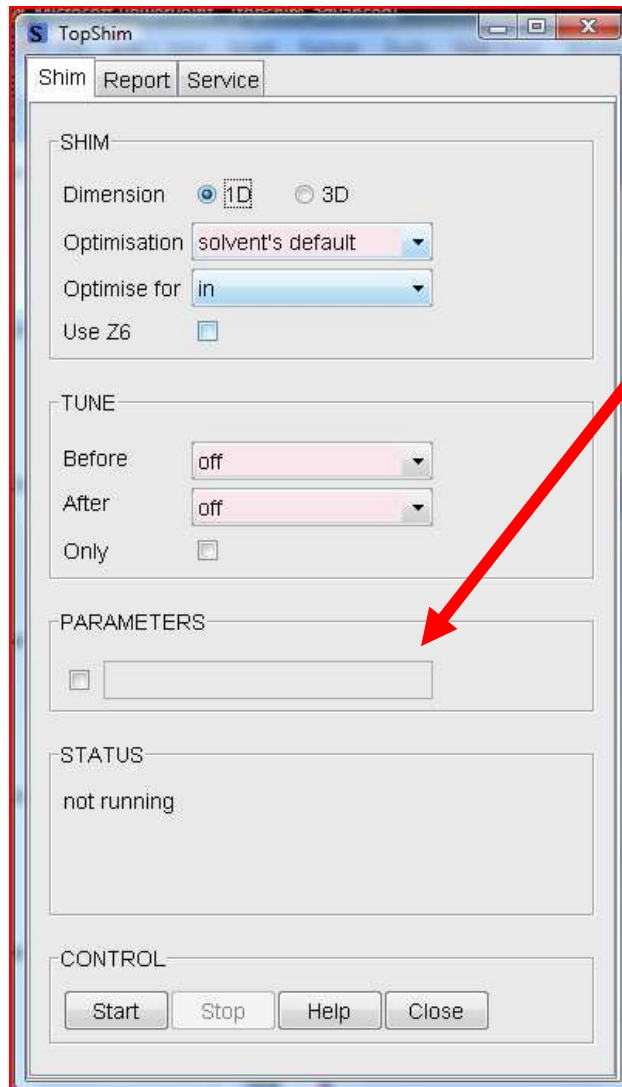 TopShim
Shim Report Service
SHIM
Dimension 1D 3D
Optimisation solvent's default
Optimise for in
Use Z6
TUNE
Before off
After off
Only
PARAMETERS
STATUS
not running
CONTROL
Start Stop Help Close